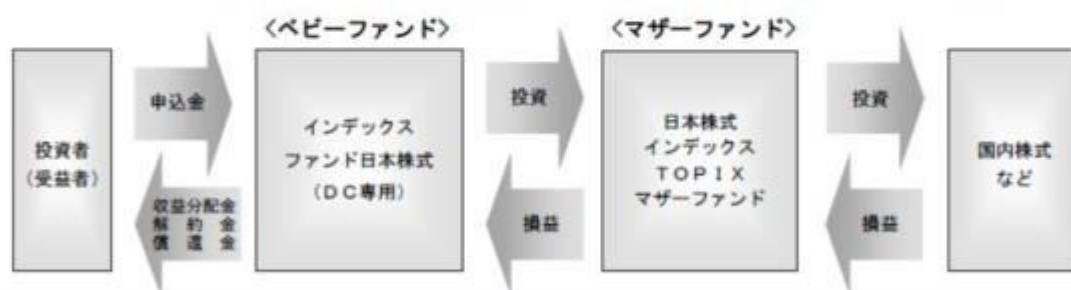 〈ベビーファンド〉
〈マザーファンド〉
投資者
(受益者)
申込金
収益分配金
解約金
償還金
インデックス
ファンド日本株式
(DC専用)
投資
損益
日本株式
インデックス
TOPIX
マザーファンド
投資
損益
国内株式
など